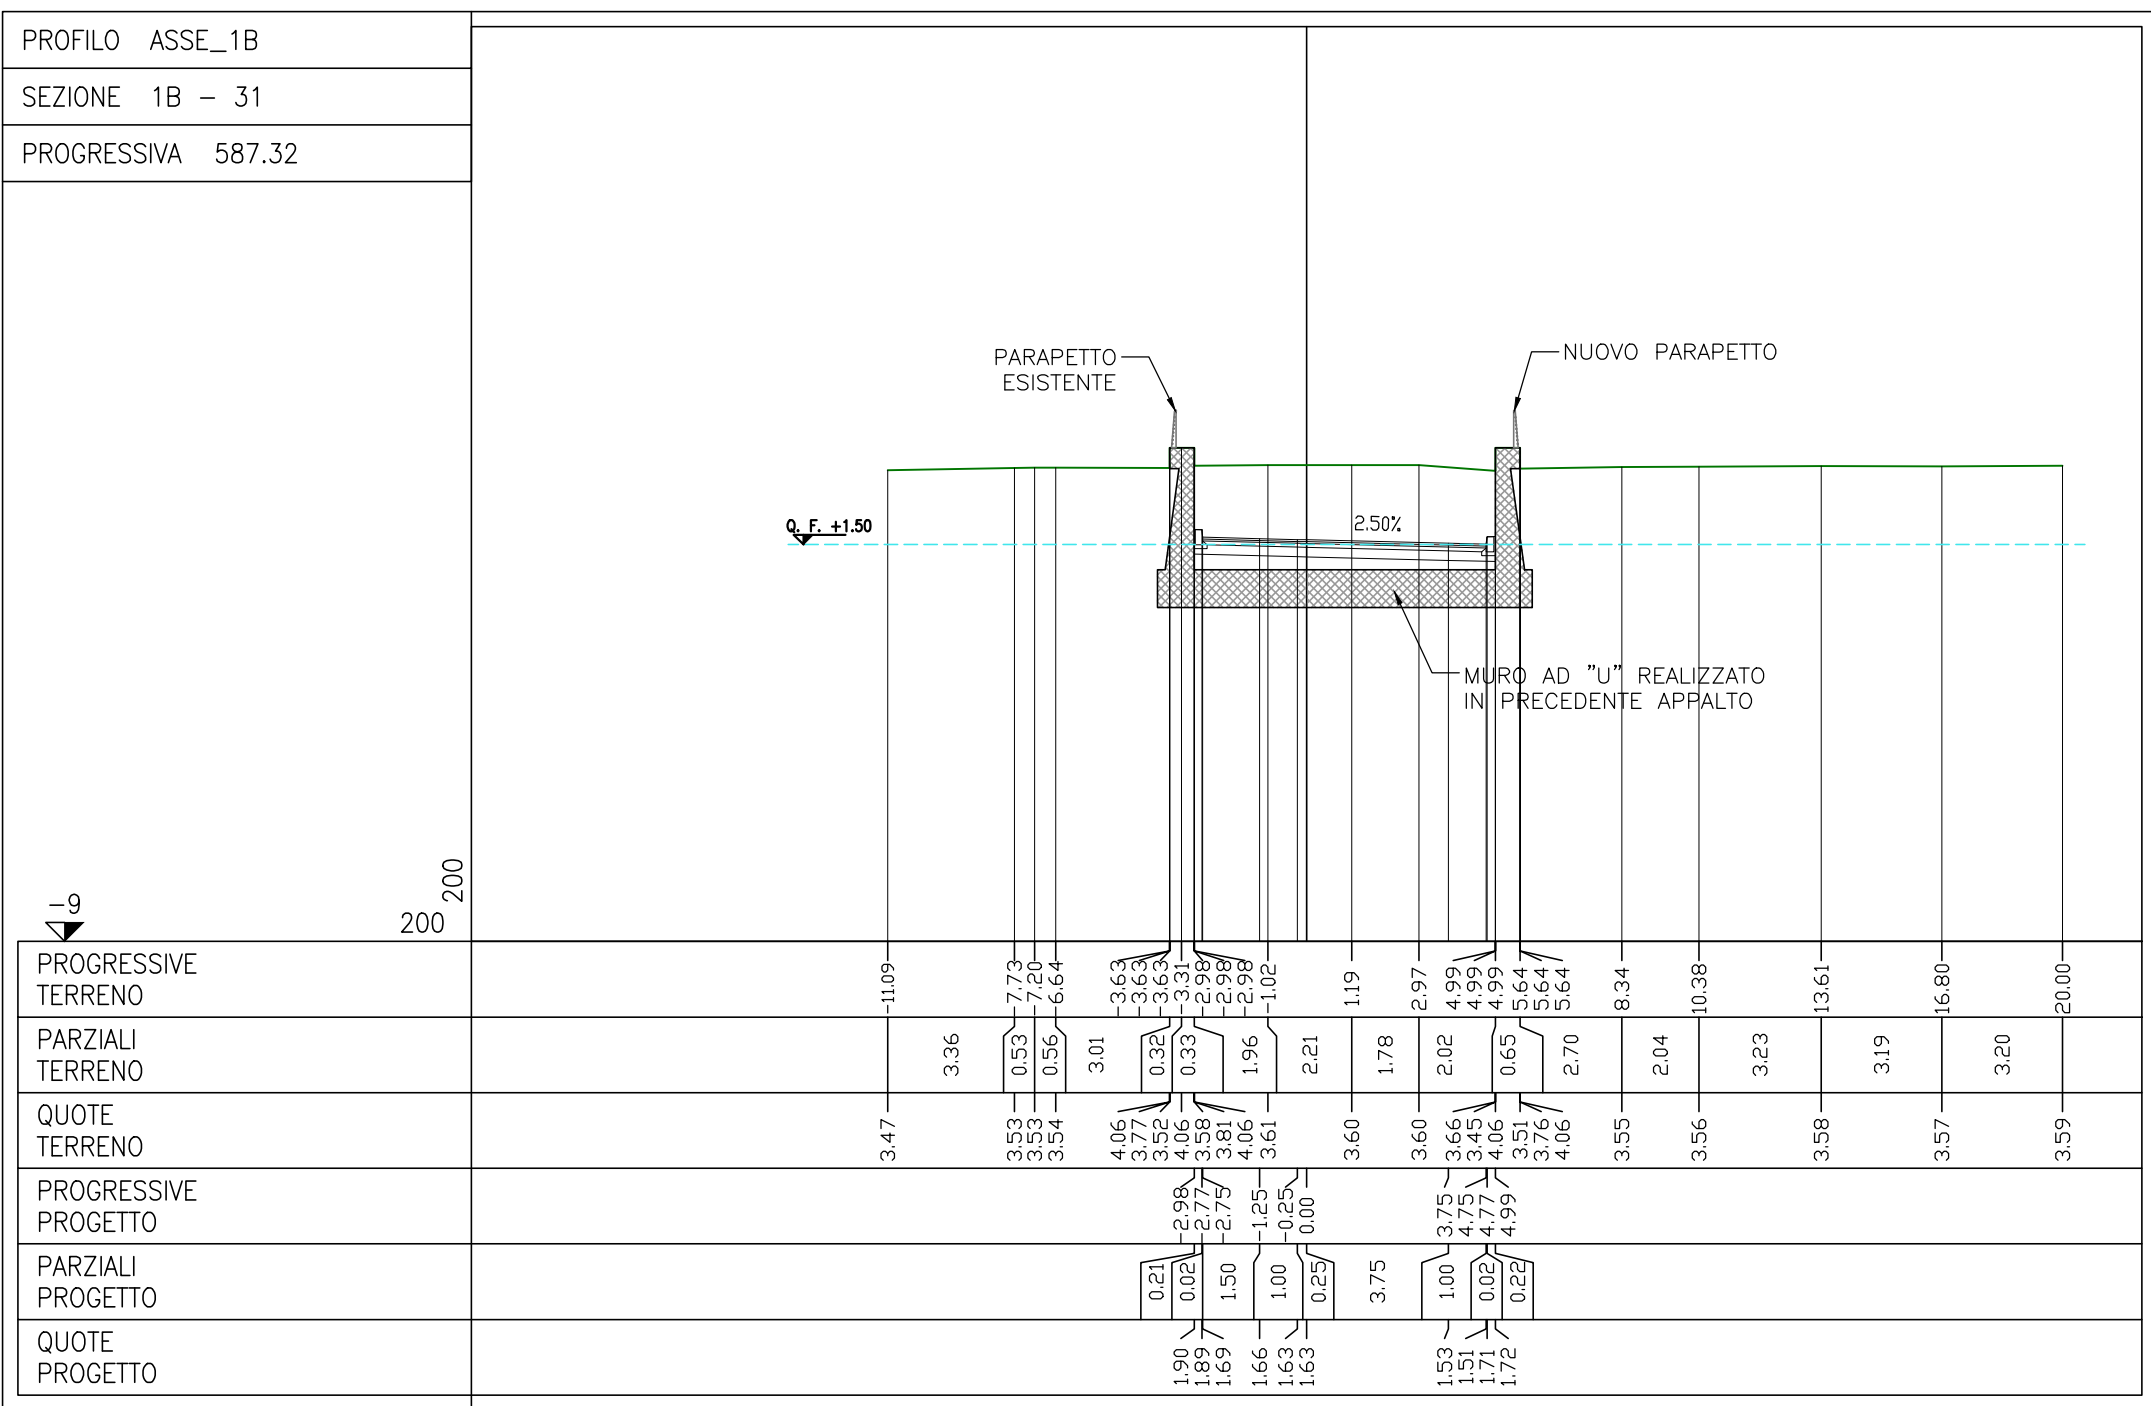 PROFILO ASSE_1B
SEZIONE 1B - 31
PROGRESSIVA 587.32
PARAPETTO
ESISTENTE
NUOVO PARAPETTO
Q. F. +1.50
2.50%
MURO AD "U" REALIZZATO
IN PRECEDENTE APPALTO
-9
200
200
PROGRESSIVE
TERRENO
-11.09 -7.73 -7.20 -6.64 -3.63 -3.63 -3.63 -3.31 -2.98 -2.98 -2.98 -1.02 1.19 2.97 4.99 4.99 4.99 5.64 5.64 5.64 8.34 10.38 13.61 16.80 20.00
PARZIALI
TERRENO
3.36 0.53 0.56 3.01 0.32 0.33 1.96 2.21 1.78 2.02 0.65 2.70 2.04 3.23 3.19 3.20
QUOTE
TERRENO
3.47 3.53 3.53 3.54 4.06 3.77 3.52 4.06 3.58 3.81 4.06 3.61 3.60 3.60 3.66 3.45 4.06 3.51 3.76 4.06 3.55 3.56 3.58 3.57 3.59
PROGRESSIVE
PROGETTO
-2.98 -2.77 -2.75 -1.25 -0.25 0.00 3.75 4.75 4.77 4.99
PARZIALI
PROGETTO
0.21 0.02 1.50 1.00 0.25 3.75 1.00 0.02 0.22
QUOTE
PROGETTO
1.90 1.89 1.69 1.66 1.63 1.63 1.53 1.51 1.71 1.72